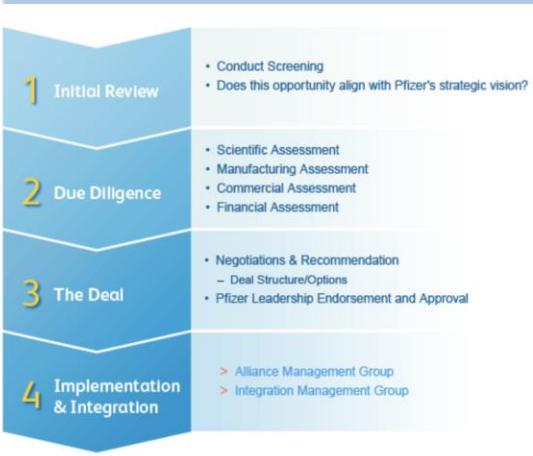 1 Initial Review
• Conduct Screening
• Does this opportunity align with Pfizer's strategic vision?
2 Due Diligence
• Scientific Assessment
• Manufacturing Assessment
• Commercial Assessment
• Financial Assessment
3 The Deal
• Negotiations & Recommendation
– Deal Structure/Options
• Pfizer Leadership Endorsement and Approval
4 Implementation
& Integration
> Alliance Management Group
> Integration Management Group